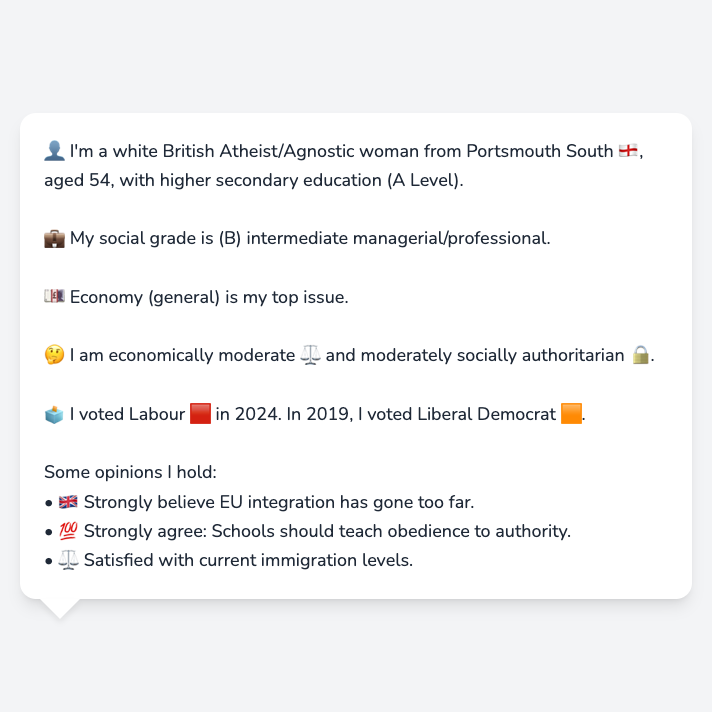 👤 I'm a white British Atheist/Agnostic woman from Portsmouth South 🏴󠁧󠁢󠁥󠁮󠁧󠁿,
aged 54, with higher secondary education (A Level).
💼 My social grade is (B) intermediate managerial/professional.
💷 Economy (general) is my top issue.
🤔 I am economically moderate ⚖️ and moderately socially authoritarian 🔒.
🗳️ I voted Labour 🟥 in 2024. In 2019, I voted Liberal Democrat 🟧.
Some opinions I hold:
• 🇬🇧 Strongly believe EU integration has gone too far.
• 💯 Strongly agree: Schools should teach obedience to authority.
• ⚖️ Satisfied with current immigration levels.